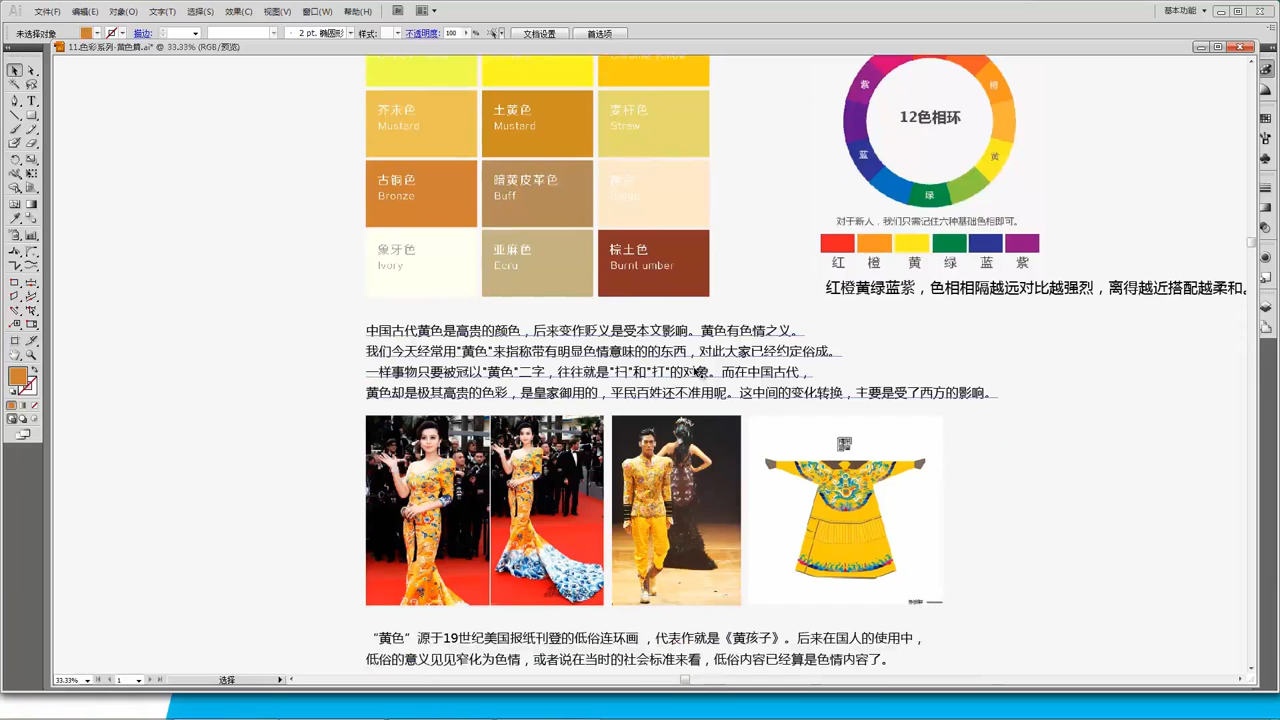 Ai 文件(F) 编辑(E) 对象(O) 文字(T) 选择(S) 效果(C) 视图(V) 窗口(W) 帮助(H) Br 基本功能
未选择对象 描边: 2 pt. 椭圆形 样式: 不透明度: 100 % 文档设置 首选项
11.色彩系列-黄色篇.ai* @ 33.33% (RGB/预览)
芥末色
Mustard
土黄色
Mustard
麦秆色
Straw
古铜色
Bronze
暗黄皮革色
Buff
象牙色
Ivory
亚麻色
Ecru
棕土色
Burnt umber
紫
橙
12色相环
蓝
黄
绿
对于新人，我们只需记住六种基础色相即可。
红 橙 黄 绿 蓝 紫
红橙黄绿蓝紫，色相相隔越远对比越强烈，离得越近搭配越柔和。
中国古代黄色是高贵的颜色，后来变作贬义是受本文影响。黄色有色情之义。
我们今天经常用"黄色"来指称带有明显色情意味的的东西，对此大家已经约定俗成。
一样事物只要被冠以"黄色"二字，往往就是"扫"和"打"的对象。而在中国古代，
黄色却是极其高贵的色彩，是皇家御用的，平民百姓还不准用呢。这中间的变化转换，主要是受了西方的影响。
“黄色”源于19世纪美国报纸刊登的低俗连环画 ，代表作就是《黄孩子》。后来在国人的使用中，
低俗的意义见见窄化为色情，或者说在当时的社会标准来看，低俗内容已经算是色情内容了。
33.33% 1 选择